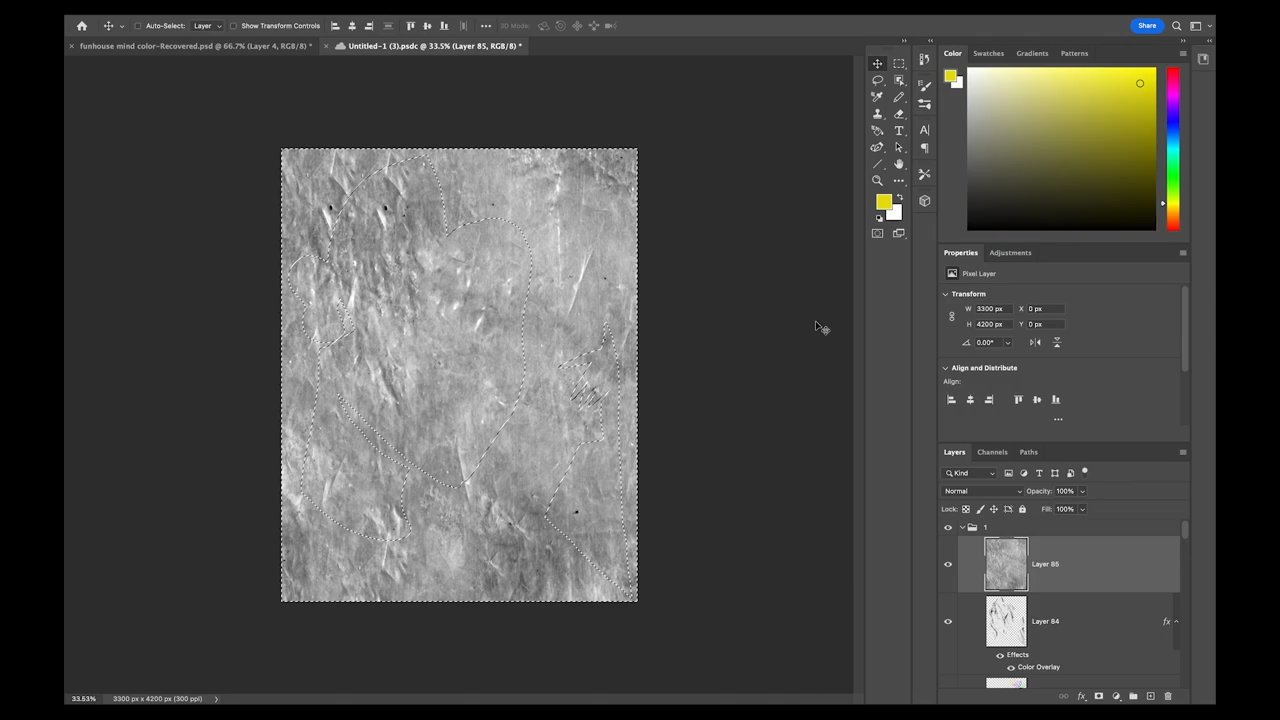 Auto-Select: Layer Show Transform Controls 3D Mode: Share
× funhouse mind color-Recovered.psd @ 66.7% (Layer 4, RGB/8) * × Untitled-1 (3).psdc @ 33.5% (Layer 85, RGB/8) *
Color Swatches Gradients Patterns
Properties Adjustments
Pixel Layer
Transform
W 3300 px X 0 px
H 4200 px Y 0 px
0.00°
Align and Distribute
Align:
Layers Channels Paths
Kind
Normal Opacity: 100%
Lock: Fill: 100%
1
Layer 85
Layer 84 fx
Effects
Color Overlay
33.53% 3300 px x 4200 px (300 ppi) fx